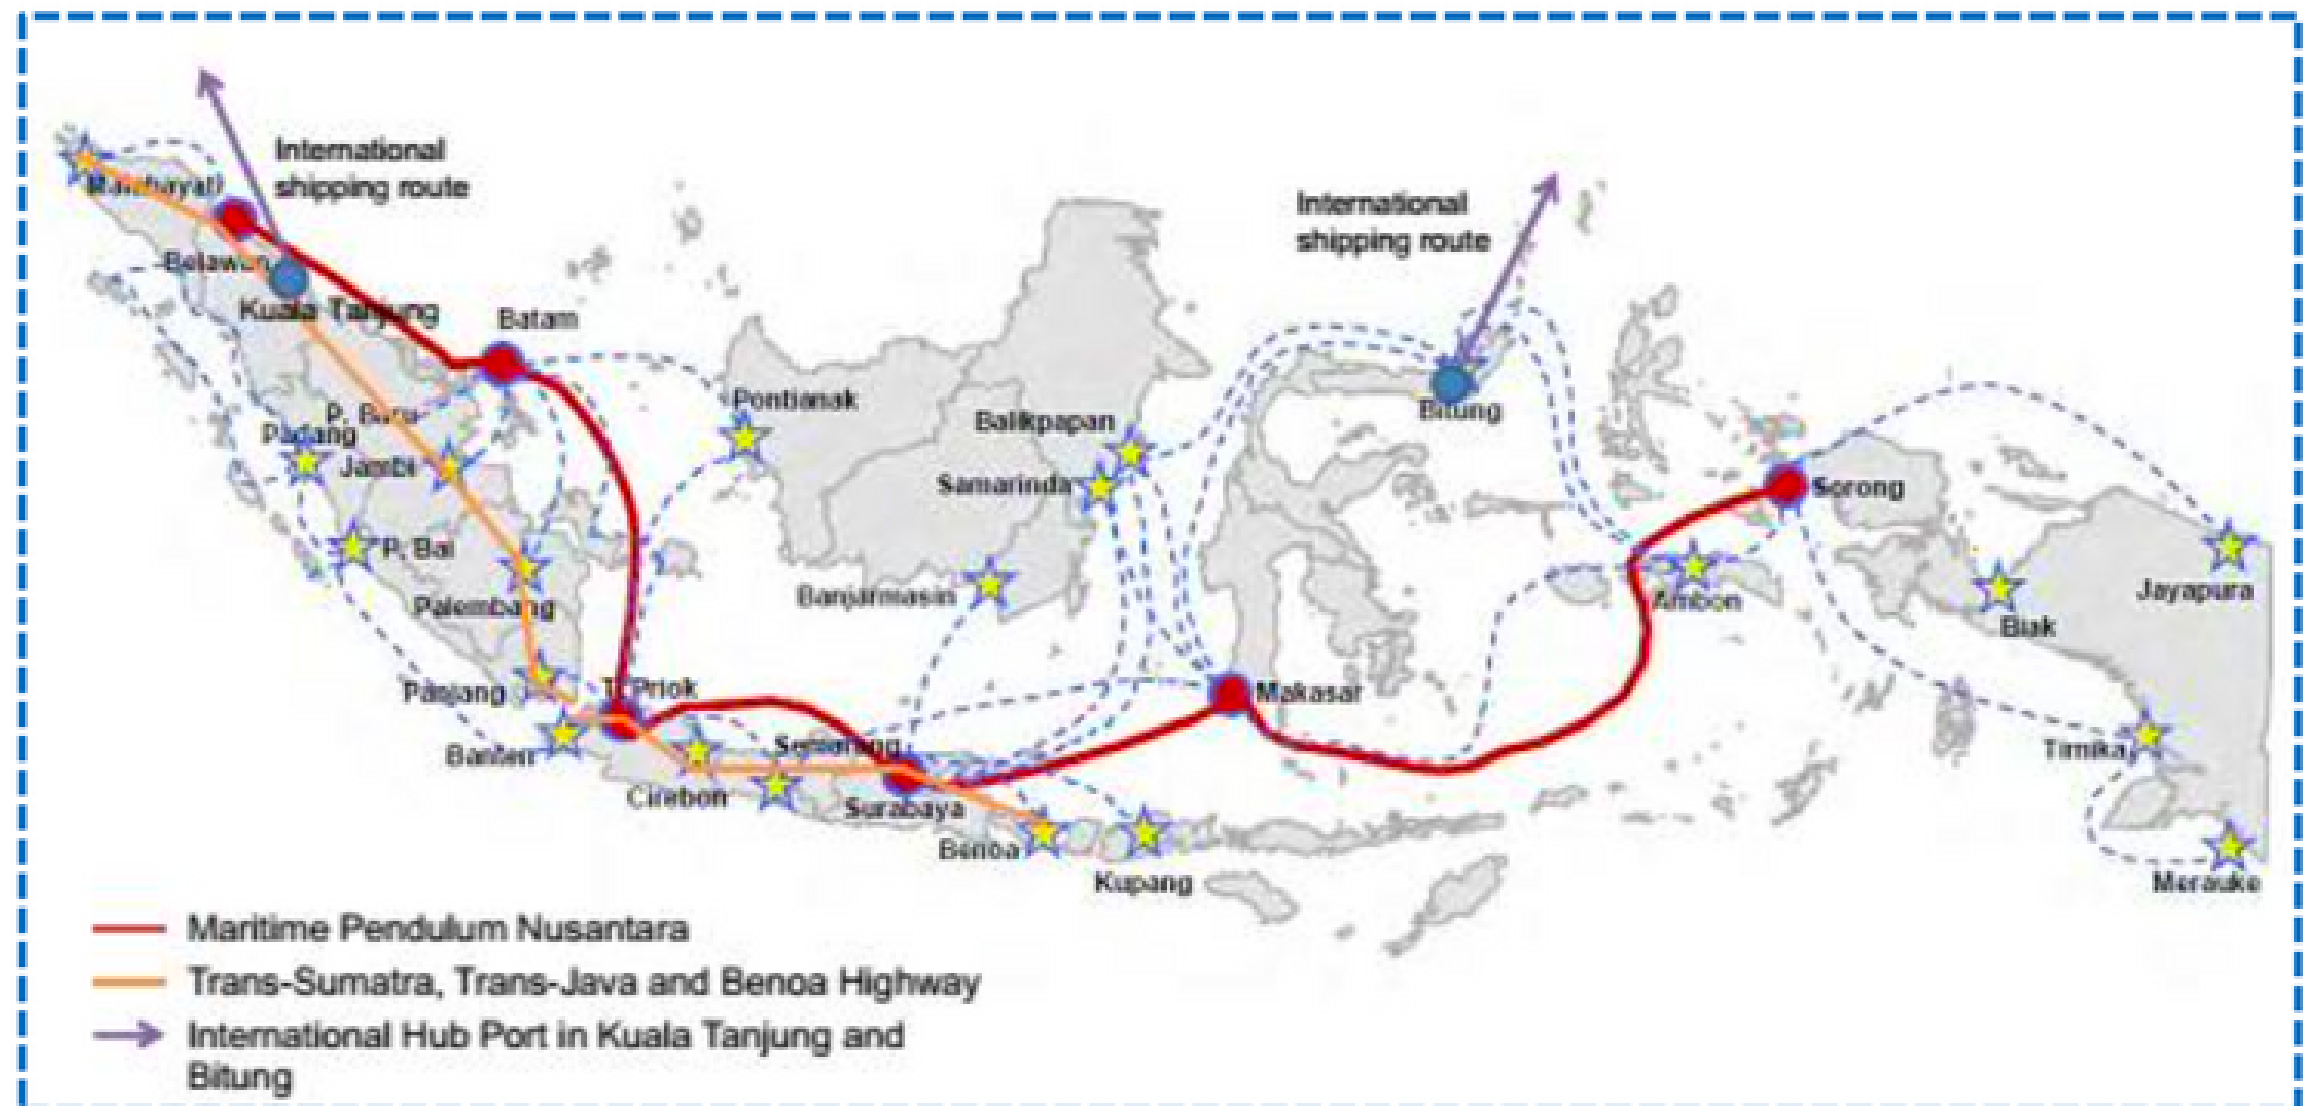 International
shipping route
Malahayati
Belawan
Kuala Tanjung
Batam
International
shipping route
Pontianak
Balikpapan
Bitung
P. Baru
Padang
Jambi
Samarinda
Sorong
P. Bai
Palembang
Banjarmasin
Ambon
Jayapura
Biak
Panjang
T. Priok
Makasar
Banten
Semarang
Timika
Cirebon
Surabaya
Benoa
Kupang
Merauke
Maritime Pendulum Nusantara
Trans-Sumatra, Trans-Java and Benoa Highway
International Hub Port in Kuala Tanjung and
Bitung